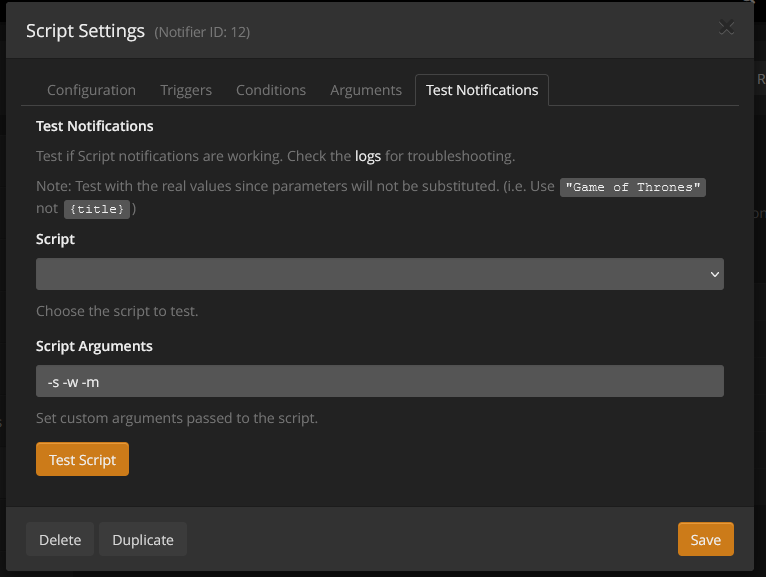 Script Settings (Notifier ID: 12)
Configuration Triggers Conditions Arguments Test Notifications
Test Notifications
Test if Script notifications are working. Check the logs for troubleshooting.
Note: Test with the real values since parameters will not be substituted. (i.e. Use "Game of Thrones"
not {title})
Script
Choose the script to test.
Script Arguments
-s -w -m
Set custom arguments passed to the script.
Test Script
Delete Duplicate Save